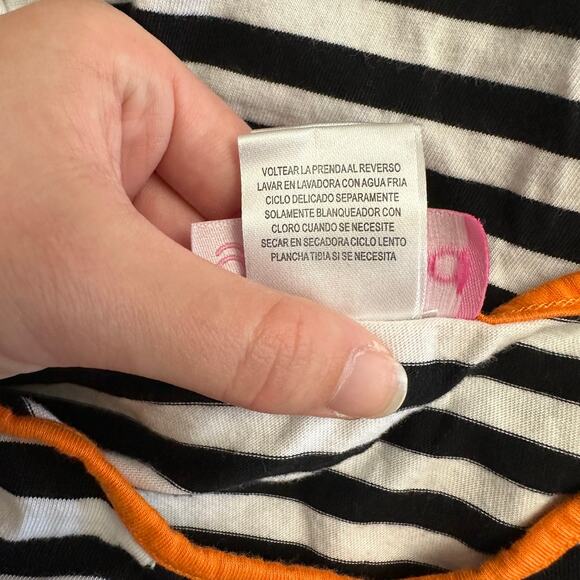 VOLTEAR LA PRENDA AL REVERSO
LAVAR EN LAVADORA CON AGUA FRIA
CICLO DELICADO SEPARAMENTE
SOLAMENTE BLANQUEADOR CON
CLORO CUANDO SE NECESITE
SECAR EN SECADORA CICLO LENTO
PLANCHA TIBIA SI SE NECESITA